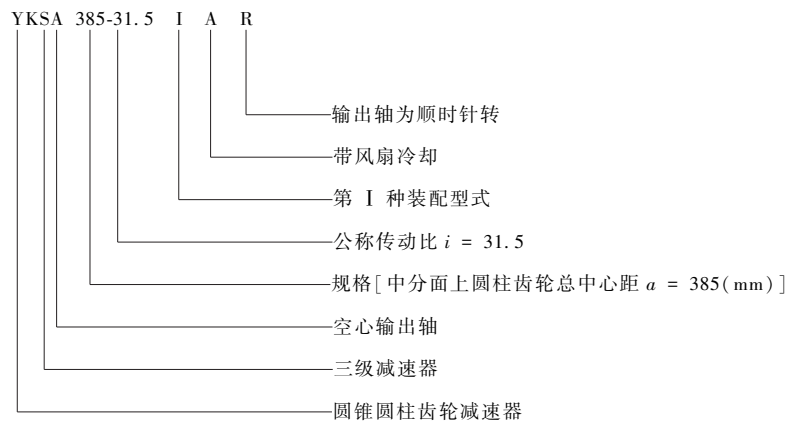 YKSA 385-31.5 I A R
输出轴为顺时针转
带风扇冷却
第 I 种装配型式
公称传动比 i = 31.5
规格[中分面上圆柱齿轮总中心距 a = 385(mm)]
空心输出轴
三级减速器
圆锥圆柱齿轮减速器